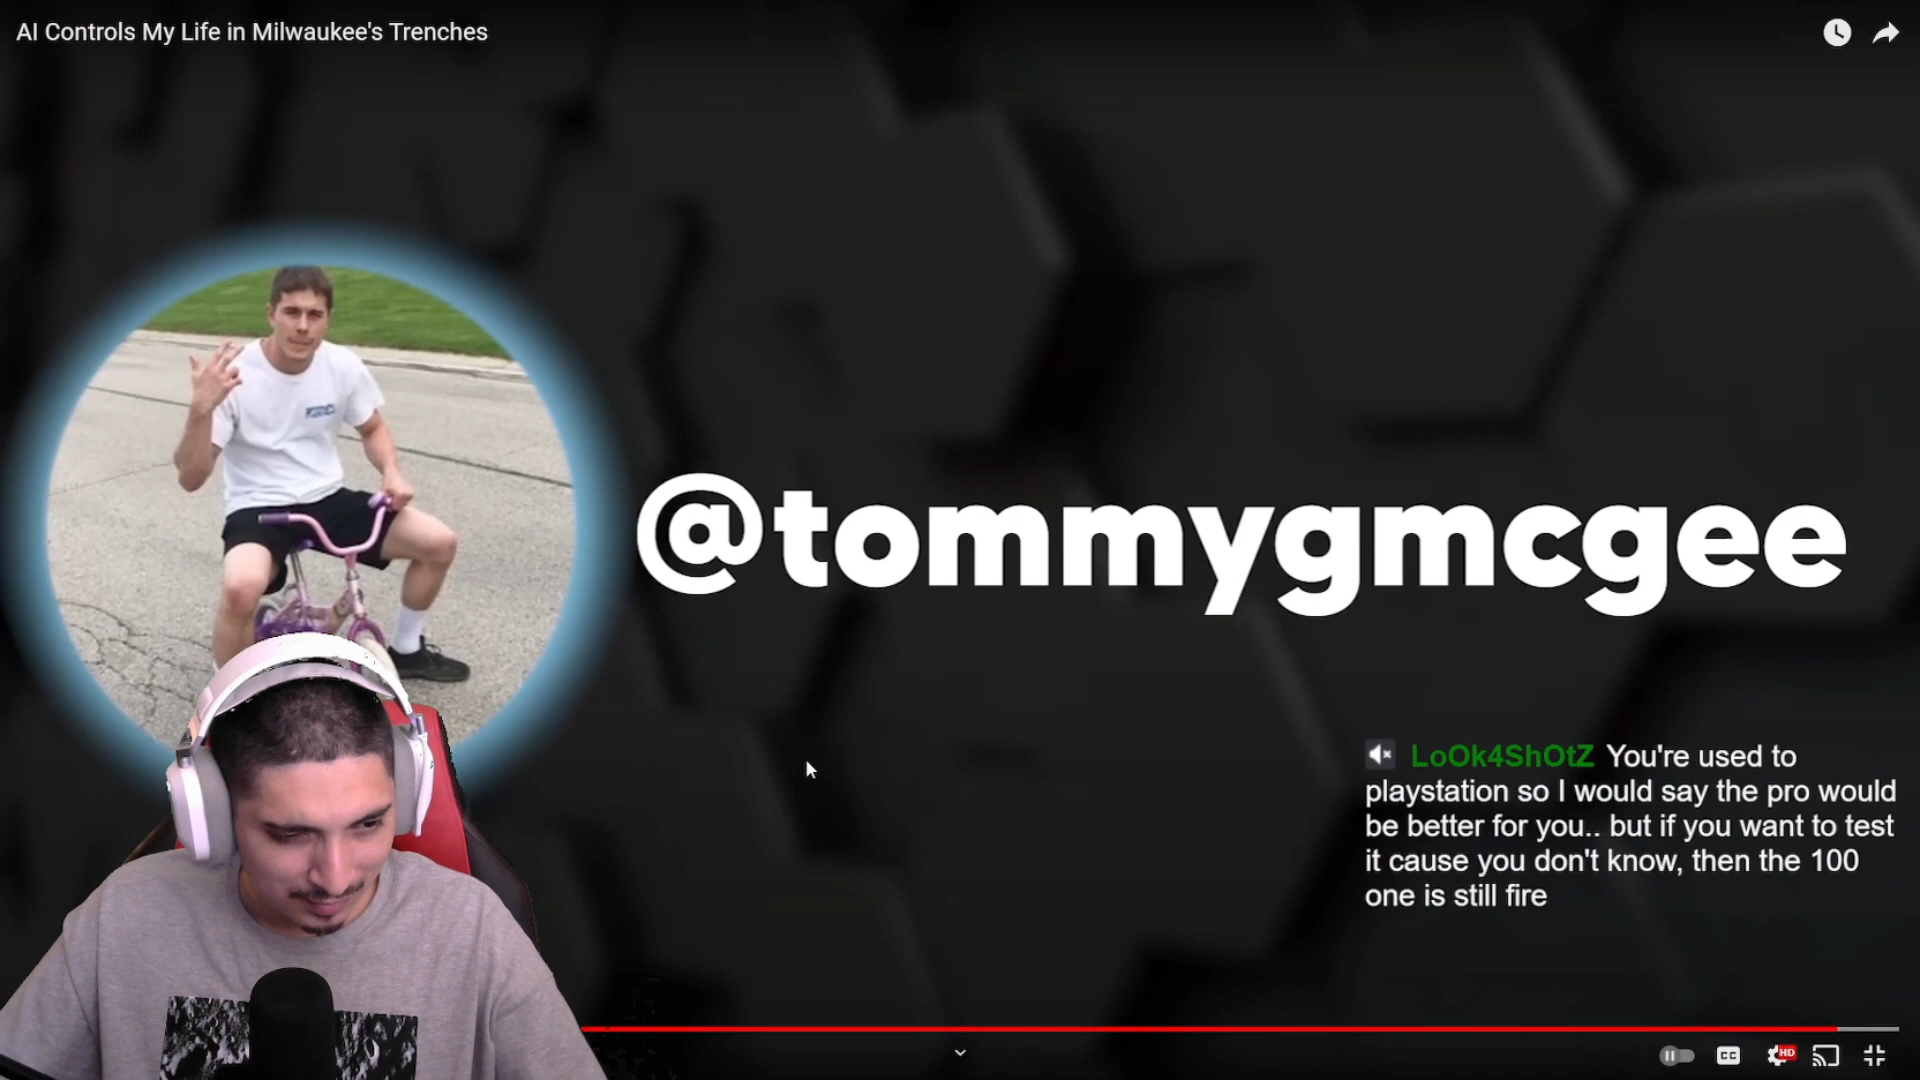 AI Controls My Life in Milwaukee's Trenches
@tommygmcgee
LoOk4ShOtZ You're used to
playstation so I would say the pro would
be better for you.. but if you want to test
it cause you don't know, then the 100
one is still fire
CC
HD